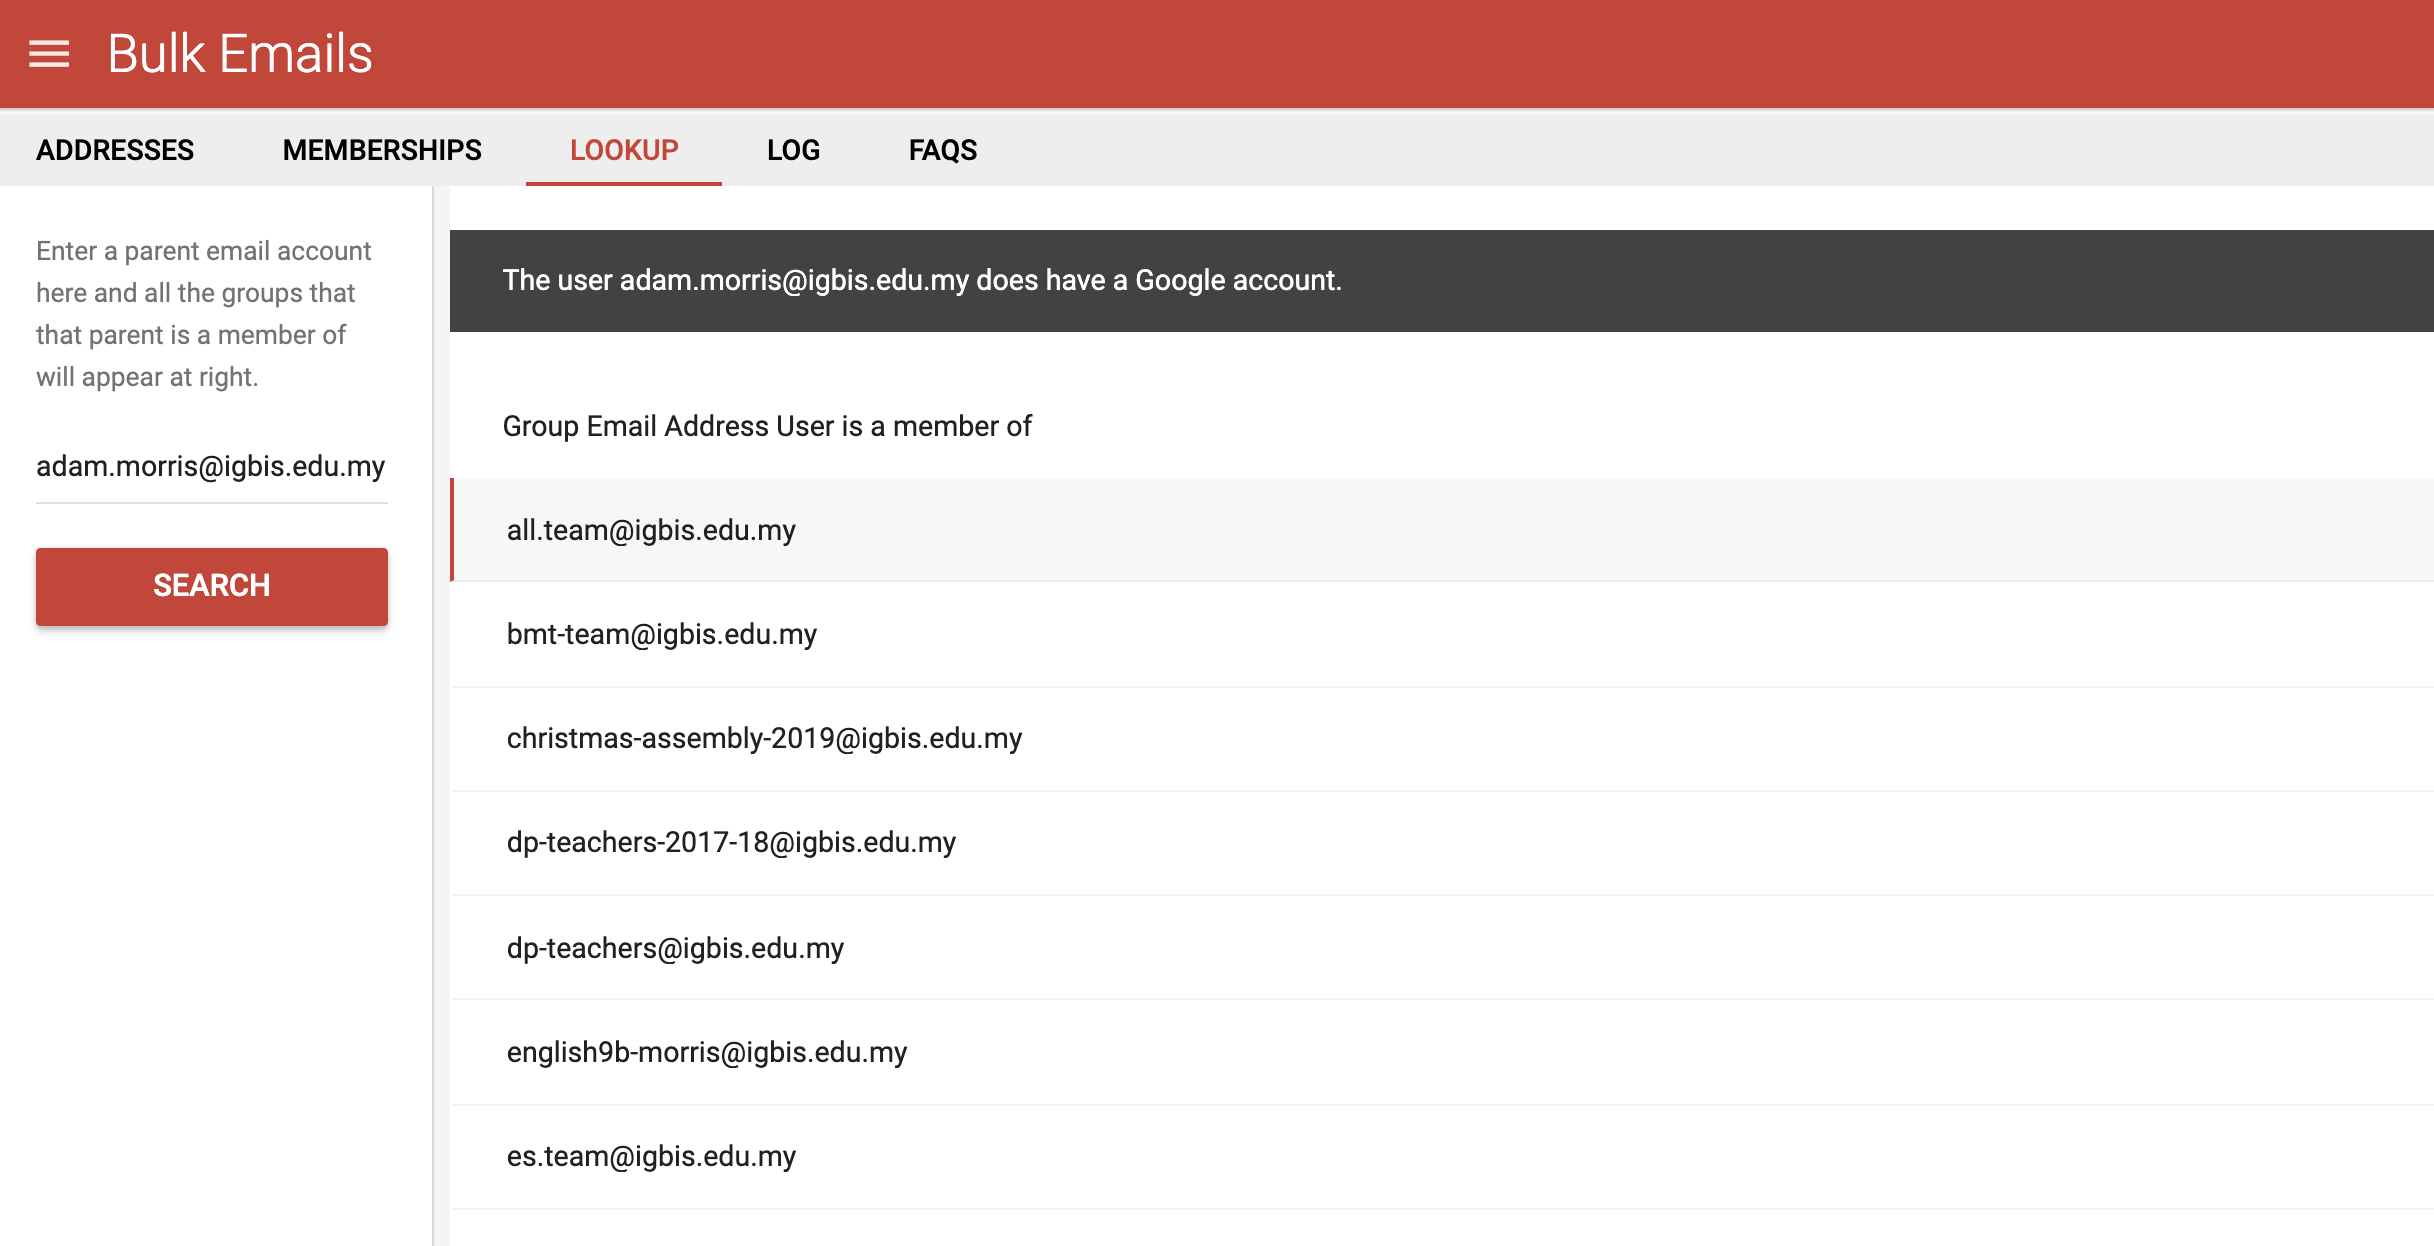 Bulk Emails
ADDRESSES MEMBERSHIPS LOOKUP LOG FAQS
Enter a parent email account
here and all the groups that
that parent is a member of
will appear at right.
adam.morris@igbis.edu.my
SEARCH
The user adam.morris@igbis.edu.my does have a Google account.
Group Email Address User is a member of
all.team@igbis.edu.my
bmt-team@igbis.edu.my
christmas-assembly-2019@igbis.edu.my
dp-teachers-2017-18@igbis.edu.my
dp-teachers@igbis.edu.my
english9b-morris@igbis.edu.my
es.team@igbis.edu.my